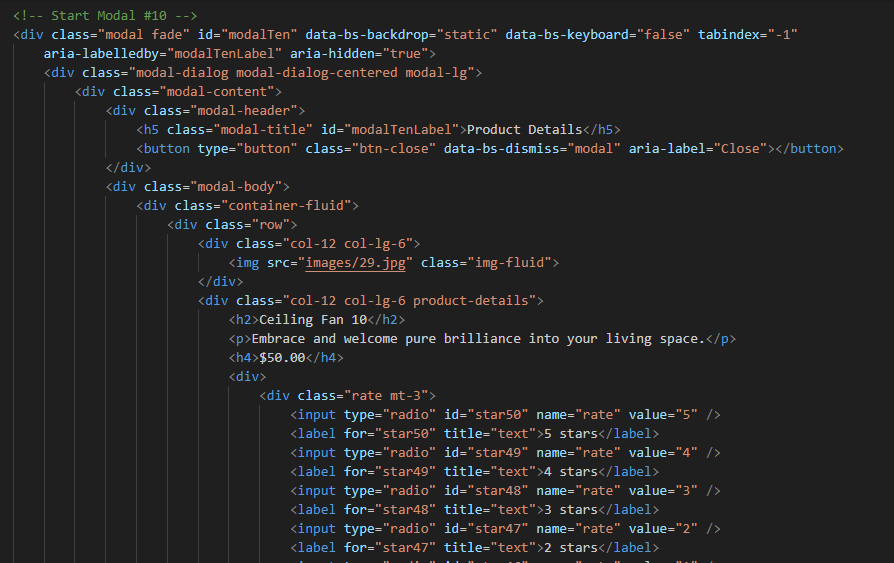 <!-- Start Modal #10 -->
<div class="modal fade" id="modalTen" data-bs-backdrop="static" data-bs-keyboard="false" tabindex="-1"
aria-labelledby="modalTenLabel" aria-hidden="true">
<div class="modal-dialog modal-dialog-centered modal-lg">
<div class="modal-content">
<div class="modal-header">
<h5 class="modal-title" id="modalTenLabel">Product Details</h5>
<button type="button" class="btn-close" data-bs-dismiss="modal" aria-label="Close"></button>
</div>
<div class="modal-body">
<div class="container-fluid">
<div class="row">
<div class="col-12 col-lg-6">
<img src="images/29.jpg" class="img-fluid">
</div>
<div class="col-12 col-lg-6 product-details">
<h2>Ceiling Fan 10</h2>
<p>Embrace and welcome pure brilliance into your living space.</p>
<h4>$50.00</h4>
<div>
<div class="rate mt-3">
<input type="radio" id="star50" name="rate" value="5" />
<label for="star50" title="text">5 stars</label>
<input type="radio" id="star49" name="rate" value="4" />
<label for="star49" title="text">4 stars</label>
<input type="radio" id="star48" name="rate" value="3" />
<label for="star48" title="text">3 stars</label>
<input type="radio" id="star47" name="rate" value="2" />
<label for="star47" title="text">2 stars</label>